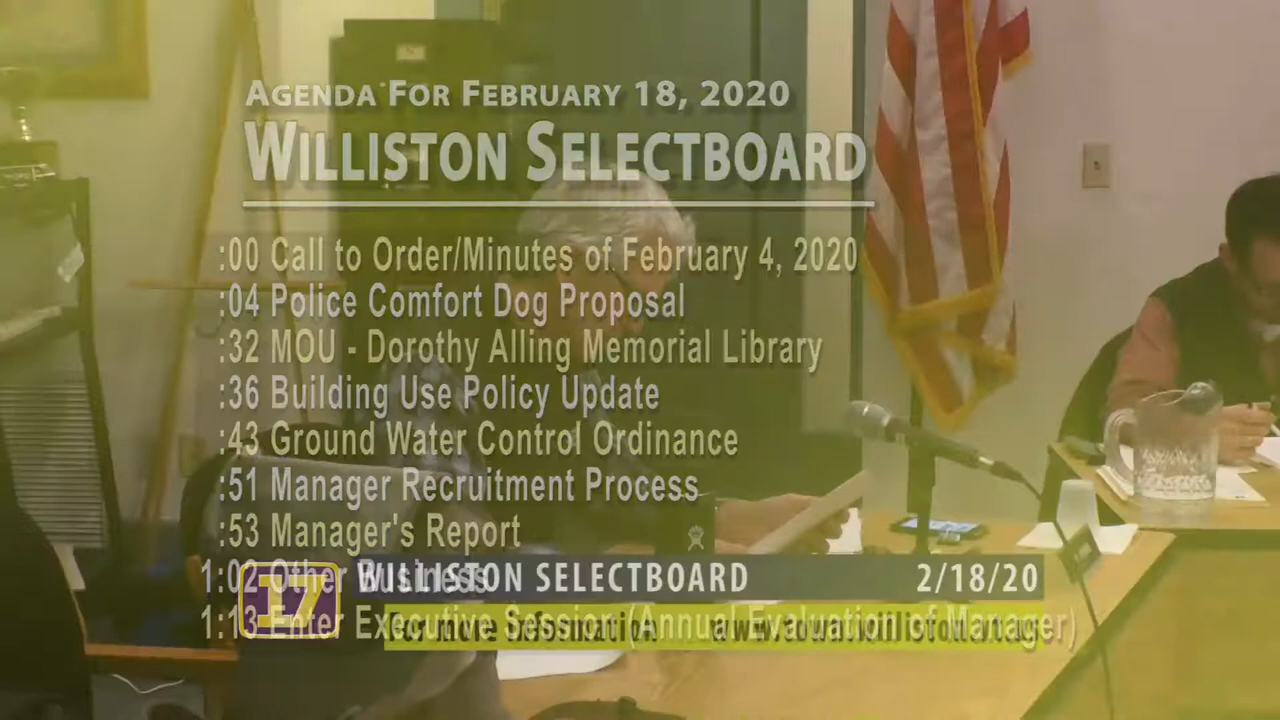 AGENDA FOR FEBRUARY 18, 2020
WILLISTON SELECTBOARD
:00 Call to Order/Minutes of February 4, 2020
:04 Police Comfort Dog Proposal
:32 MOU - Dorothy Alling Memorial Library
:36 Building Use Policy Update
:43 Ground Water Control Ordinance
:51 Manager Recruitment Process
:53 Manager's Report
1:02 Other Business
17 WILLISTON SELECTBOARD 2/18/20
1:13 Enter Executive Session (Annual Evaluation of Manager)
For more information